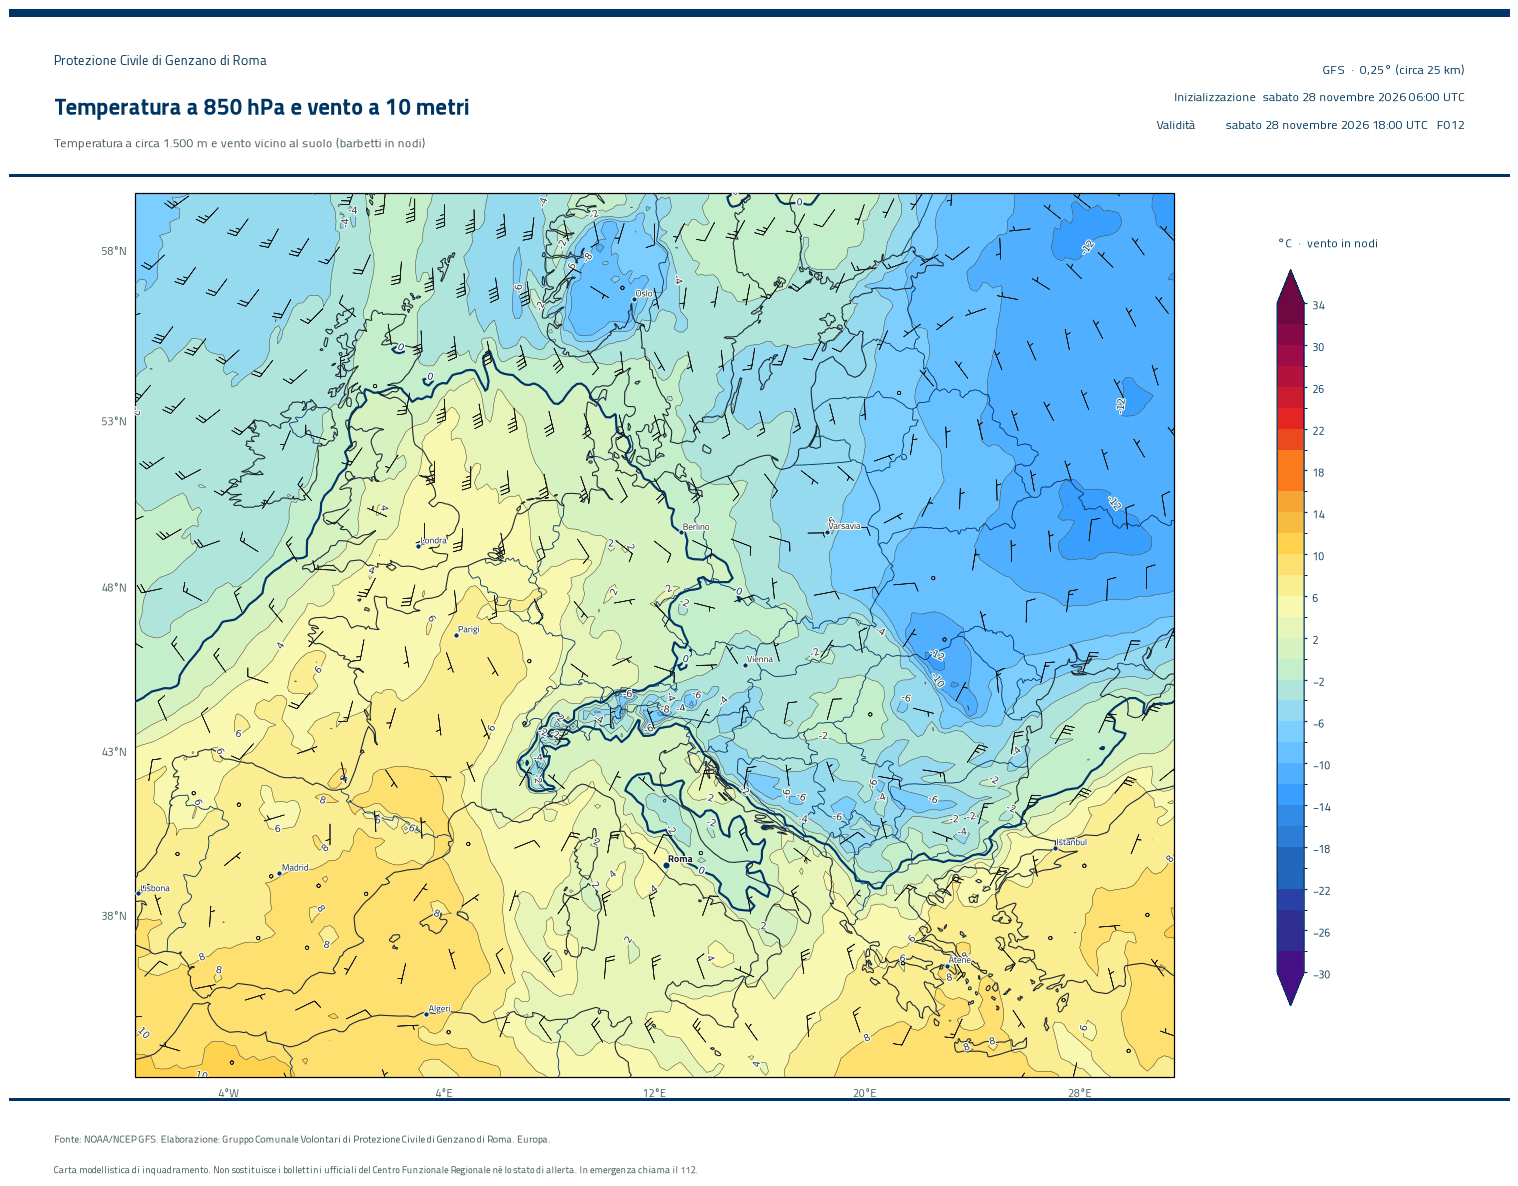 Protezione Civile di Genzano di Roma
Temperatura a 850 hPa e vento a 10 metri
Temperatura a circa 1.500 m e vento vicino al suolo (barbetti in nodi)
GFS · 0,25° (circa 25 km)
Inizializzazione sabato 28 novembre 2026 06:00 UTC
Validità sabato 28 novembre 2026 18:00 UTC F012
°C · vento in nodi
34
30
26
22
18
14
10
6
2
−2
−6
−10
−14
−18
−22
−26
−30
58°N
53°N
48°N
43°N
38°N
4°W
4°E
12°E
20°E
28°E
Oslo
Berlino
Varsavia
Londra
Parigi
Vienna
Madrid
Lisbona
Roma
Istanbul
Atene
Algeri
Fonte: NOAA/NCEP GFS. Elaborazione: Gruppo Comunale Volontari di Protezione Civile di Genzano di Roma. Europa.
Carta modellistica di inquadramento. Non sostituisce i bollettini ufficiali del Centro Funzionale Regionale né lo stato di allerta. In emergenza chiama il 112.